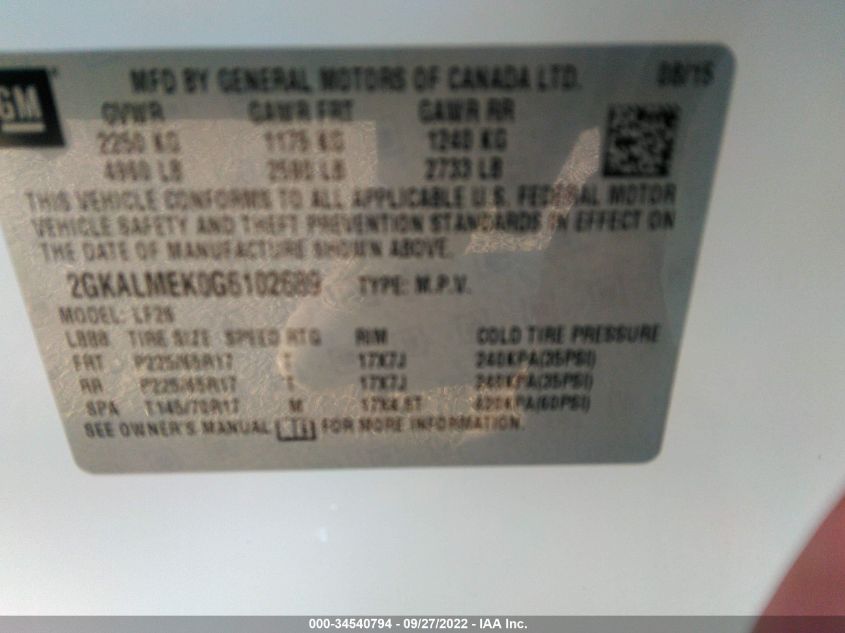 GM
MFD BY GENERAL MOTORS OF CANADA LTD. 08/15
GVWR GAWR FRT GAWR RR
2250 KG 1175 KG 1240 KG
4960 LB 2590 LB 2733 LB
THIS VEHICLE CONFORMS TO ALL APPLICABLE U.S. FEDERAL MOTOR
VEHICLE SAFETY AND THEFT PREVENTION STANDARDS IN EFFECT ON
THE DATE OF MANUFACTURE SHOWN ABOVE.
2GKALMEK0G6102689 TYPE: M.P.V.
MODEL: LF26
TIRE SIZE SPEED RTG RIM COLD TIRE PRESSURE
FRT P225/65R17 T 17X7J 240KPA(35PSI)
RR P225/65R17 T 17X7J 240KPA(35PSI)
SPA T145/70R17 M 17X4.5T 420KPA(60PSI)
SEE OWNER'S MANUAL FOR MORE INFORMATION.
000-34540794 - 09/27/2022 - IAA Inc.